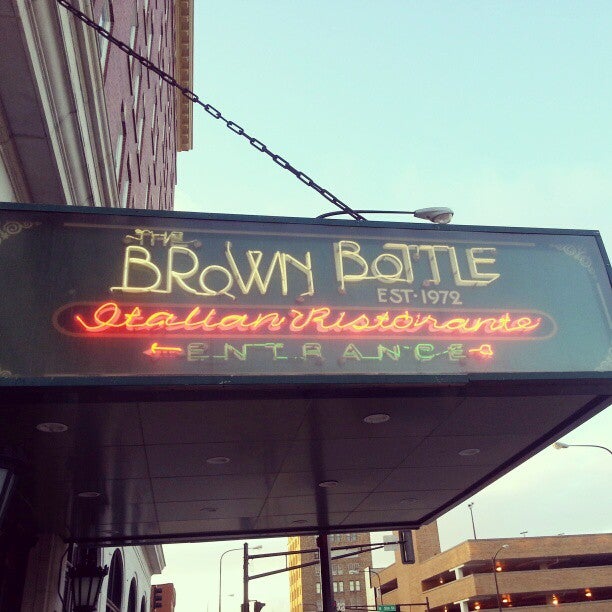 THE
BROWN BOTTLE
EST· 1972
Italian Ristorante
ENTRANCE